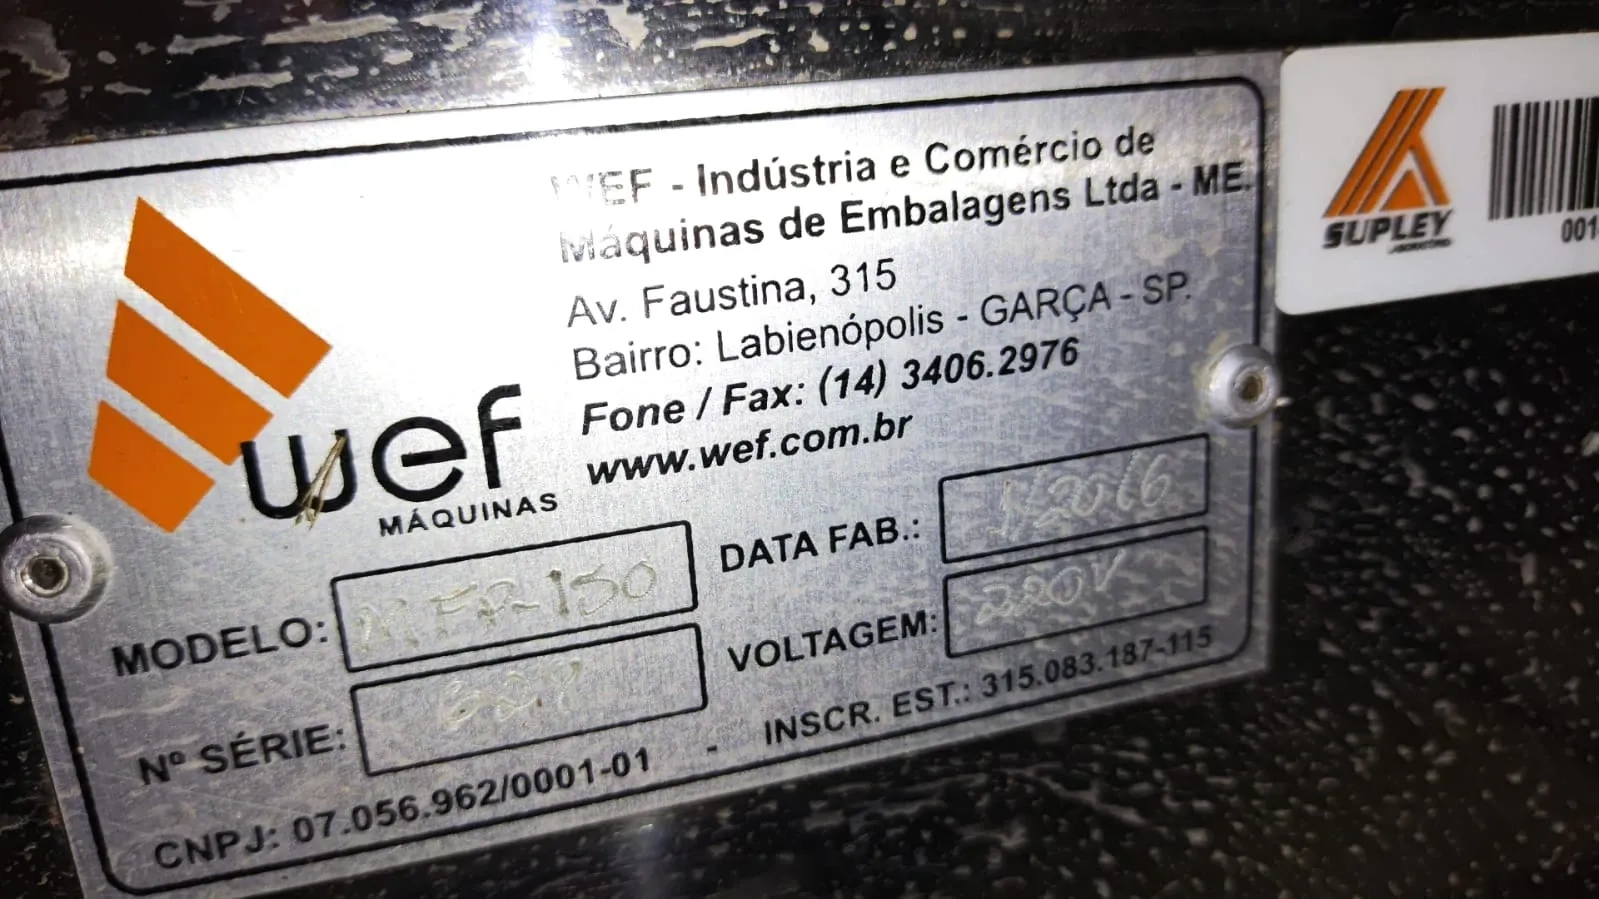 WEF - Indústria e Comércio de
Máquinas de Embalagens Ltda - ME.
Av. Faustina, 315
Bairro: Labienópolis - GARÇA - SP.
Fone / Fax: (14) 3406.2976
www.wef.com.br
wef
MÁQUINAS
MODELO:
DATA FAB.:
Nº SÉRIE:
VOLTAGEM: 220V
CNPJ: 07.056.962/0001-01 - INSCR. EST.: 315.083.187-115
SUPLEY